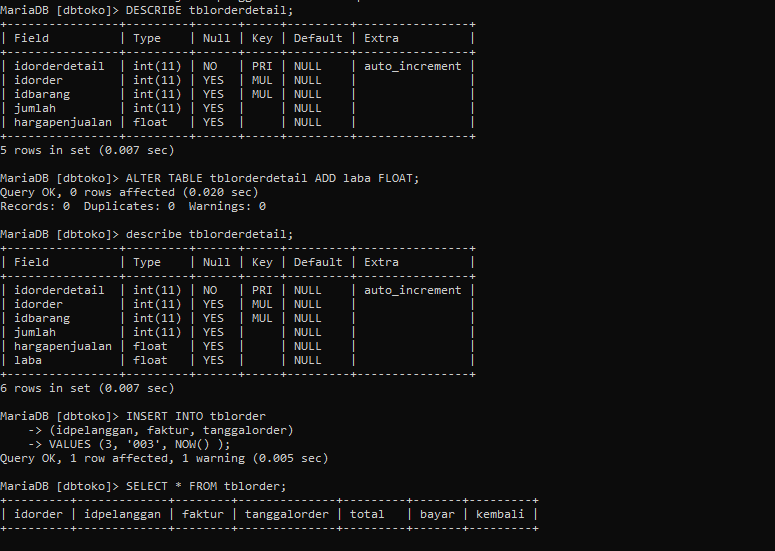 MariaDB [dbtoko]> DESCRIBE tblorderdetail;
+----------------+---------+------+-----+---------+----------------+
| Field          | Type    | Null | Key | Default | Extra          |
+----------------+---------+------+-----+---------+----------------+
| idorderdetail  | int(11) | NO   | PRI | NULL    | auto_increment |
| idorder        | int(11) | YES  | MUL | NULL    |                |
| idbarang       | int(11) | YES  | MUL | NULL    |                |
| jumlah         | int(11) | YES  |     | NULL    |                |
| hargapenjualan | float   | YES  |     | NULL    |                |
+----------------+---------+------+-----+---------+----------------+
5 rows in set (0.007 sec)
MariaDB [dbtoko]> ALTER TABLE tblorderdetail ADD laba FLOAT;
Query OK, 0 rows affected (0.020 sec)
Records: 0  Duplicates: 0  Warnings: 0
MariaDB [dbtoko]> describe tblorderdetail;
+----------------+---------+------+-----+---------+----------------+
| Field          | Type    | Null | Key | Default | Extra          |
+----------------+---------+------+-----+---------+----------------+
| idorderdetail  | int(11) | NO   | PRI | NULL    | auto_increment |
| idorder        | int(11) | YES  | MUL | NULL    |                |
| idbarang       | int(11) | YES  | MUL | NULL    |                |
| jumlah         | int(11) | YES  |     | NULL    |                |
| hargapenjualan | float   | YES  |     | NULL    |                |
| laba           | float   | YES  |     | NULL    |                |
+----------------+---------+------+-----+---------+----------------+
6 rows in set (0.007 sec)
MariaDB [dbtoko]> INSERT INTO tblorder
    -> (idpelanggan, faktur, tanggalorder)
    -> VALUES (3, '003', NOW() );
Query OK, 1 row affected, 1 warning (0.005 sec)
MariaDB [dbtoko]> SELECT * FROM tblorder;
+---------+-------------+--------+--------------+---------+-------+---------+
| idorder | idpelanggan | faktur | tanggalorder | total   | bayar | kembali |
+---------+-------------+--------+--------------+---------+-------+---------+